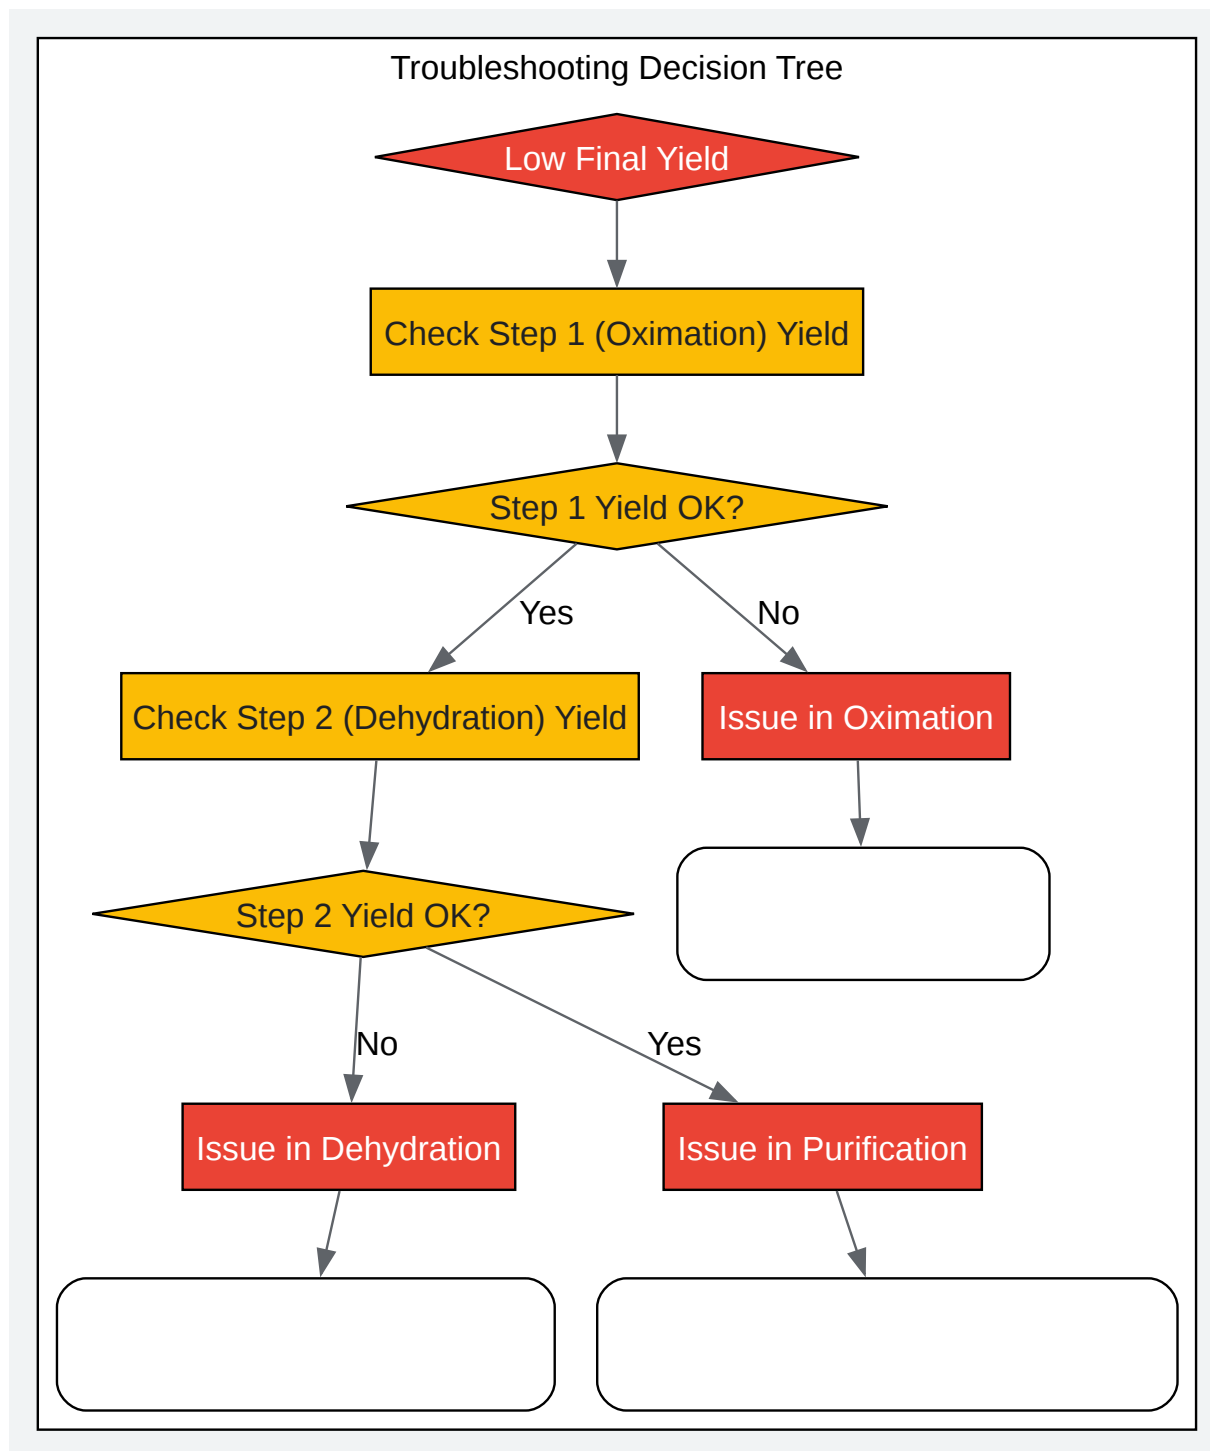 Troubleshooting Decision Tree
Low Final Yield
Check Step 1 (Oximation) Yield
Step 1 Yield OK?
Yes
No
Check Step 2 (Dehydration) Yield
Issue in Oximation
Step 2 Yield OK?
No
Yes
Issue in Dehydration
Issue in Purification